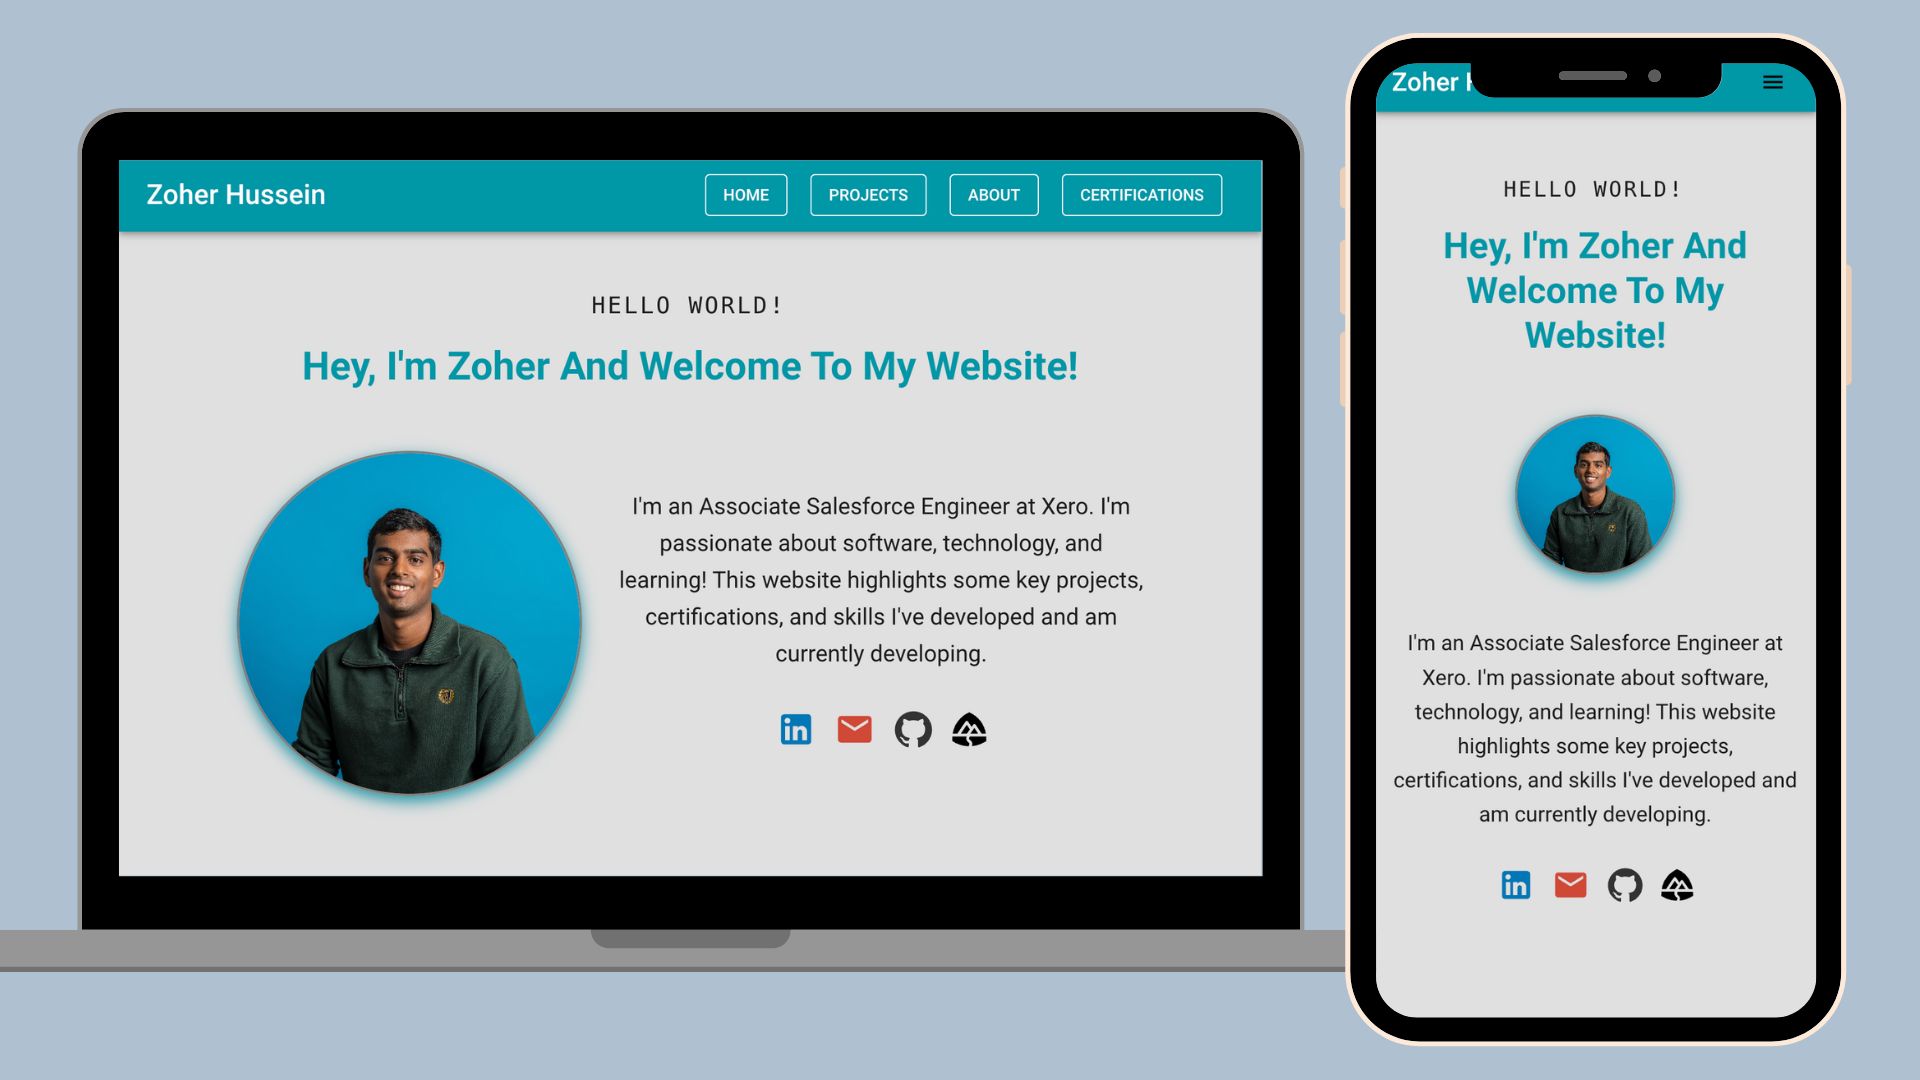 Zoher Hussein
HOME
PROJECTS
ABOUT
CERTIFICATIONS
HELLO WORLD!
Hey, I'm Zoher And Welcome To My Website!
I'm an Associate Salesforce Engineer at Xero. I'm
passionate about software, technology, and
learning! This website highlights some key projects,
certifications, and skills I've developed and am
currently developing.
in
Zoher H
HELLO WORLD!
Hey, I'm Zoher And
Welcome To My
Website!
I'm an Associate Salesforce Engineer at
Xero. I'm passionate about software,
technology, and learning! This website
highlights some key projects,
certifications, and skills I've developed and
am currently developing.
in